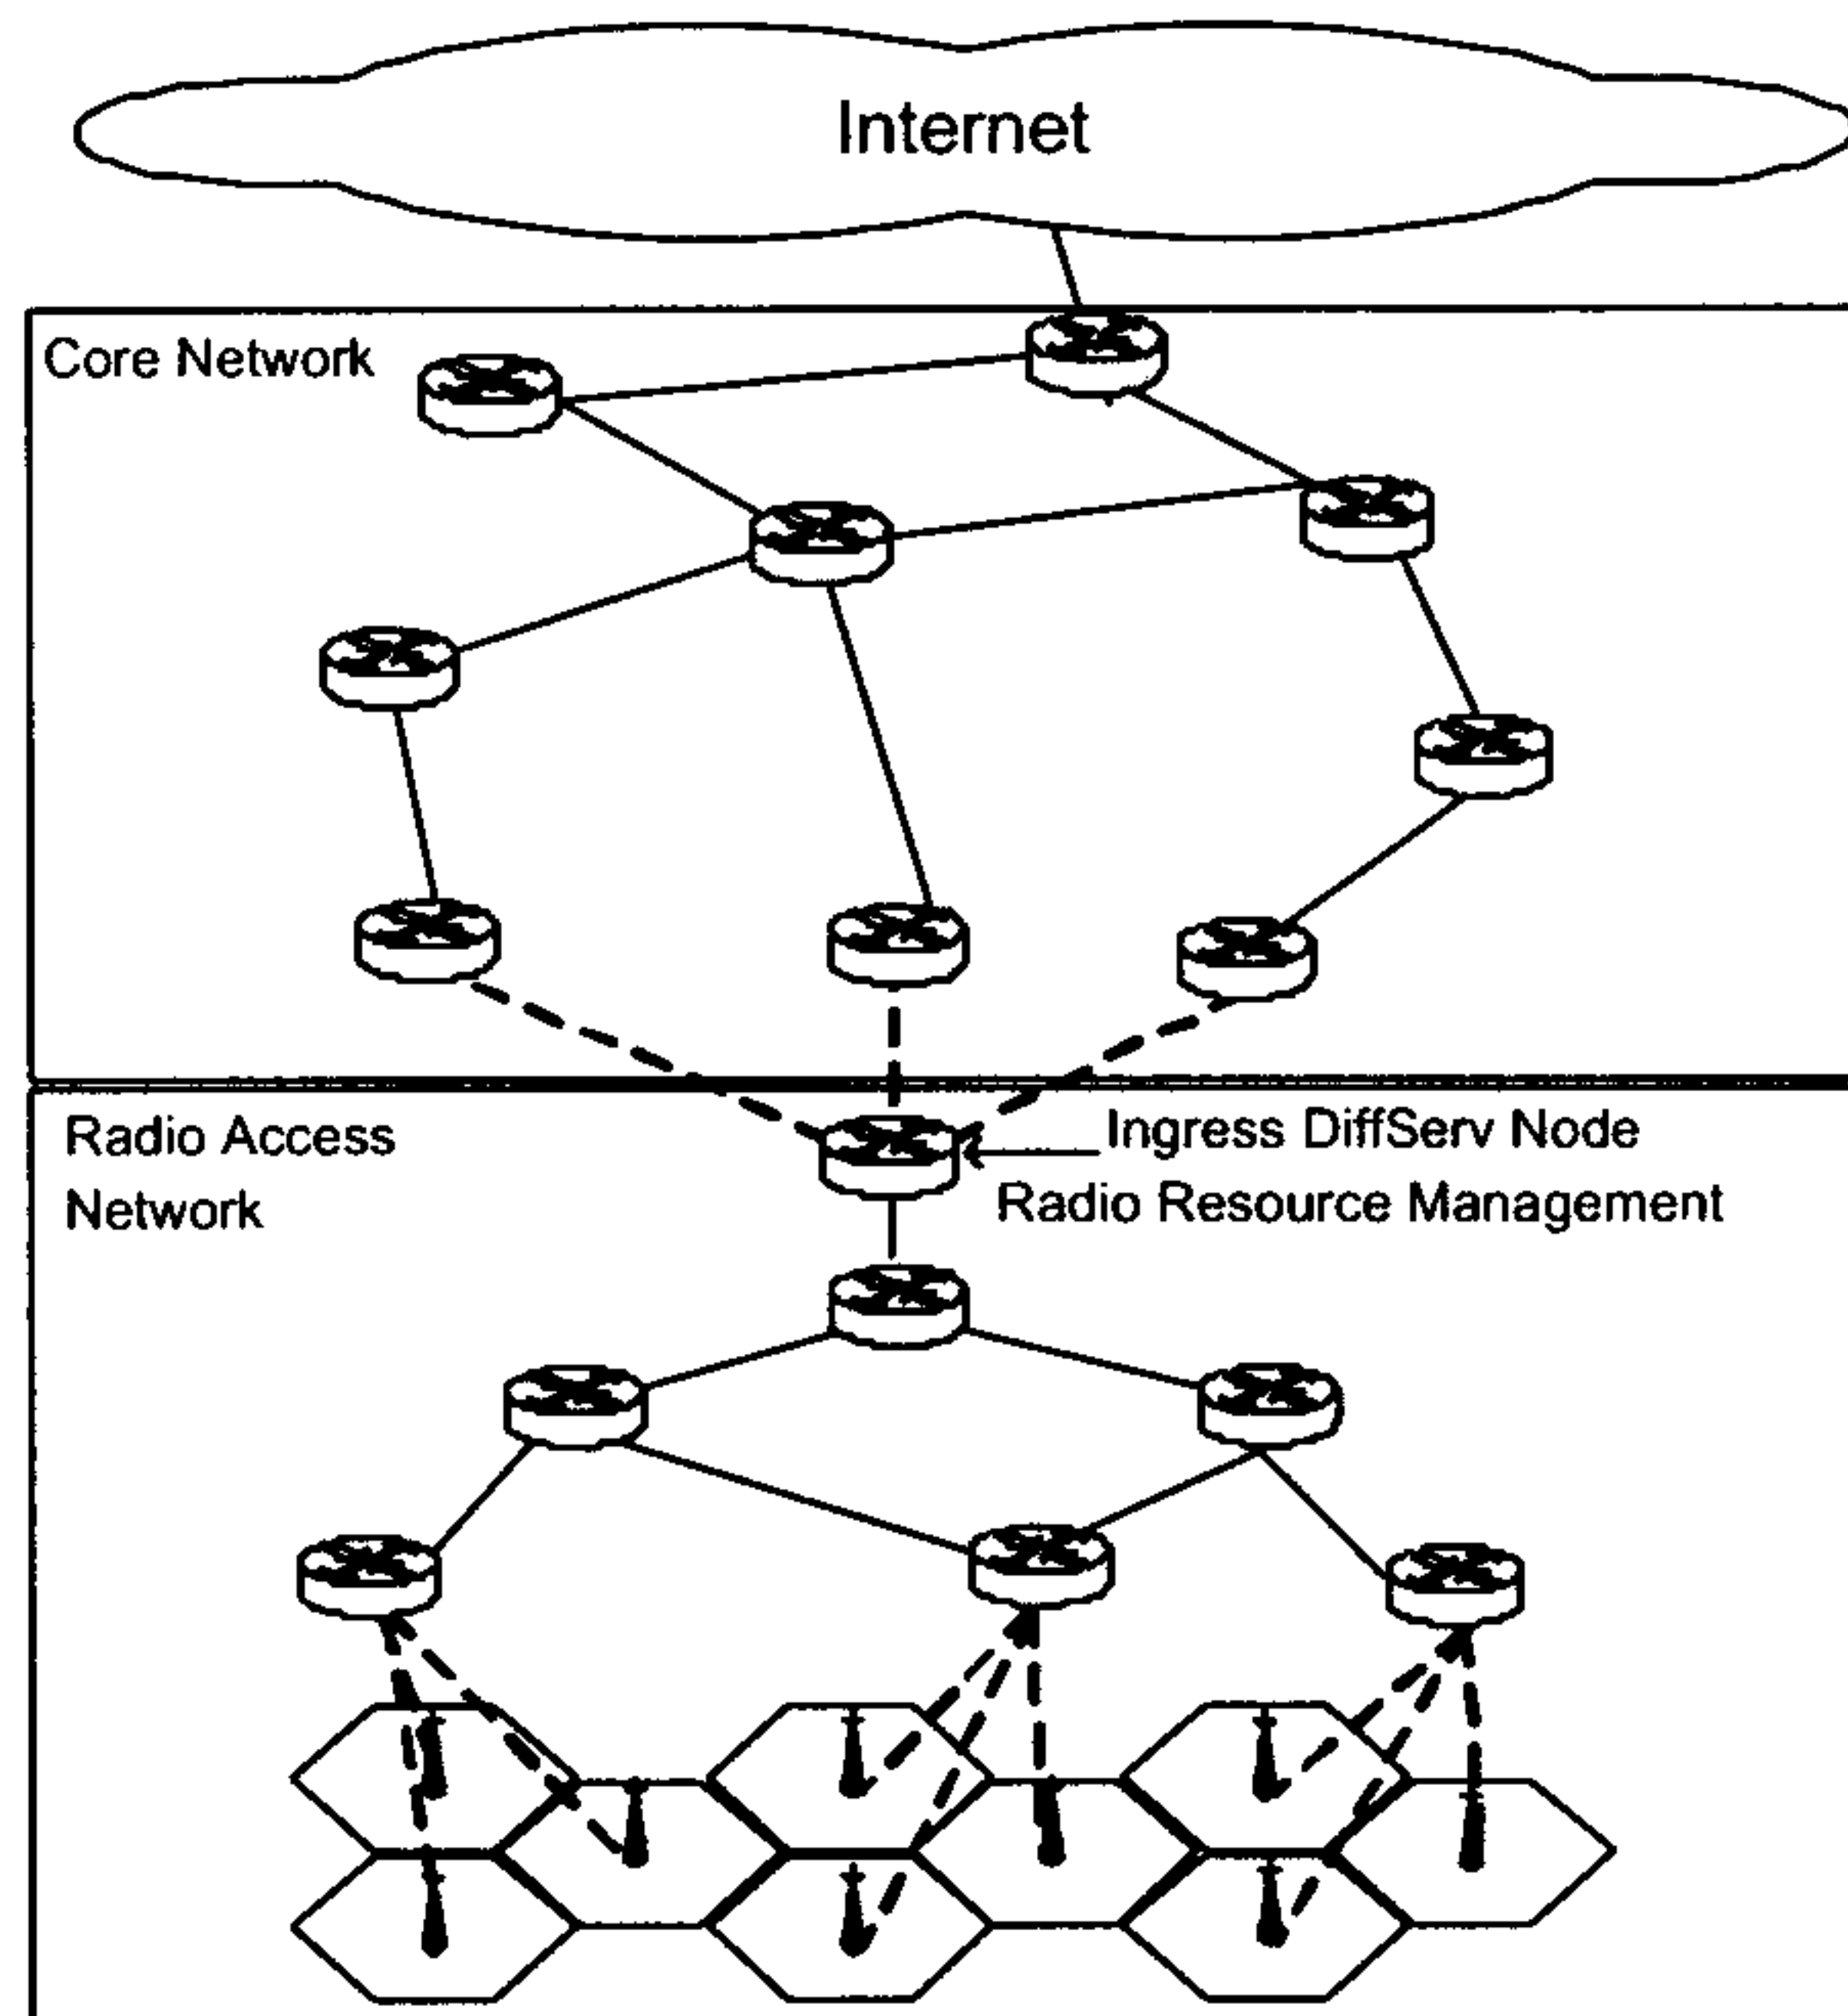 Internet
Core Network
Radio Access
Network
Ingress DiffServ Node
Radio Resource Management